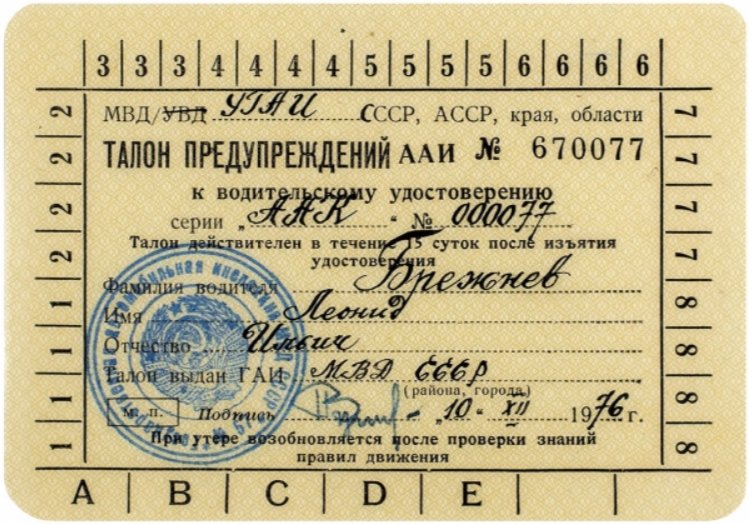 3 3 3 4 4 4 4 5 5 5 5 6 6 6 6
2 2 2 2 1 1 1 1 1
МВД/УВД УГАИ СССР, АССР, края, области
ТАЛОН ПРЕДУПРЕЖДЕНИЙ ААИ № 670077
к водительскому удостоверению
серии „ААК“ № 000077
Талон действителен в течение 15 суток после изъятия
удостоверения
Фамилия водителя Брежнев
Имя Леонид
Отчество Ильич
Талон выдан ГАИ МВД СССР
(района, города)
М. П. Подпись „10“ XII 1976 г.
При утере возобновляется после проверки знаний
правил движения
7 7 7 7 8 8 8 8 8
A B C D E